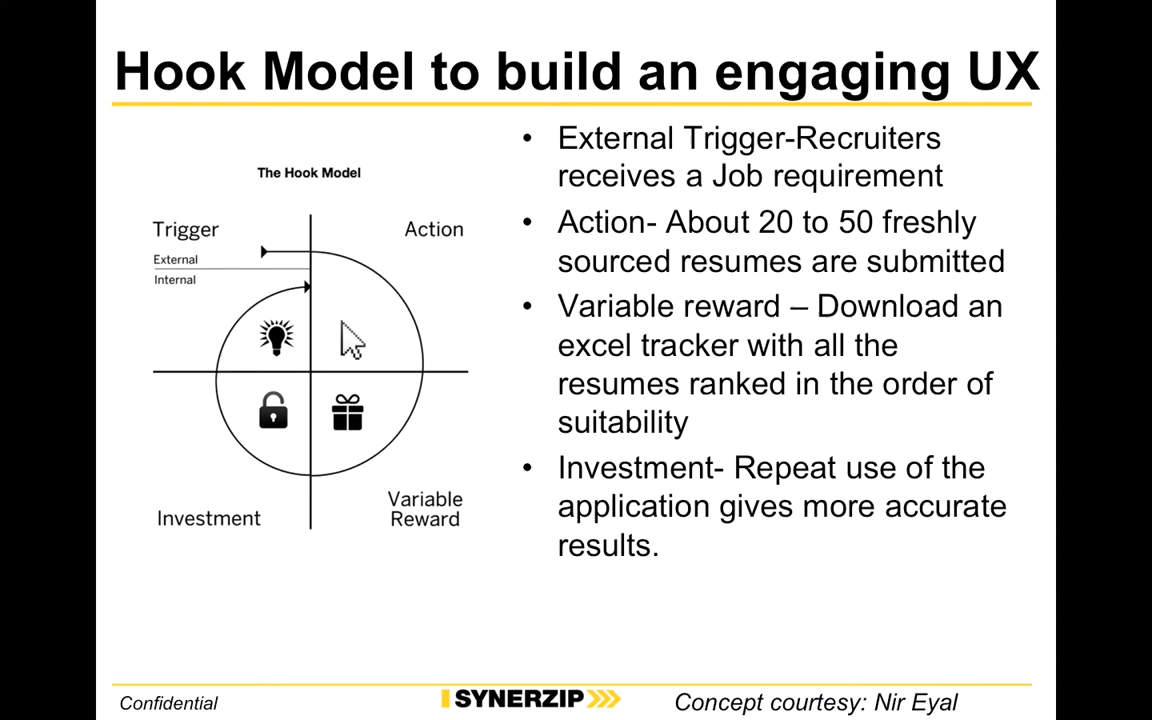 Hook Model to build an engaging UX
The Hook Model
Trigger
Action
External
Internal
Investment
Variable
Reward
• External Trigger-Recruiters
receives a Job requirement
• Action- About 20 to 50 freshly
sourced resumes are submitted
• Variable reward – Download an
excel tracker with all the
resumes ranked in the order of
suitability
• Investment- Repeat use of the
application gives more accurate
results.
Confidential
SYNERZIP
Concept courtesy: Nir Eyal